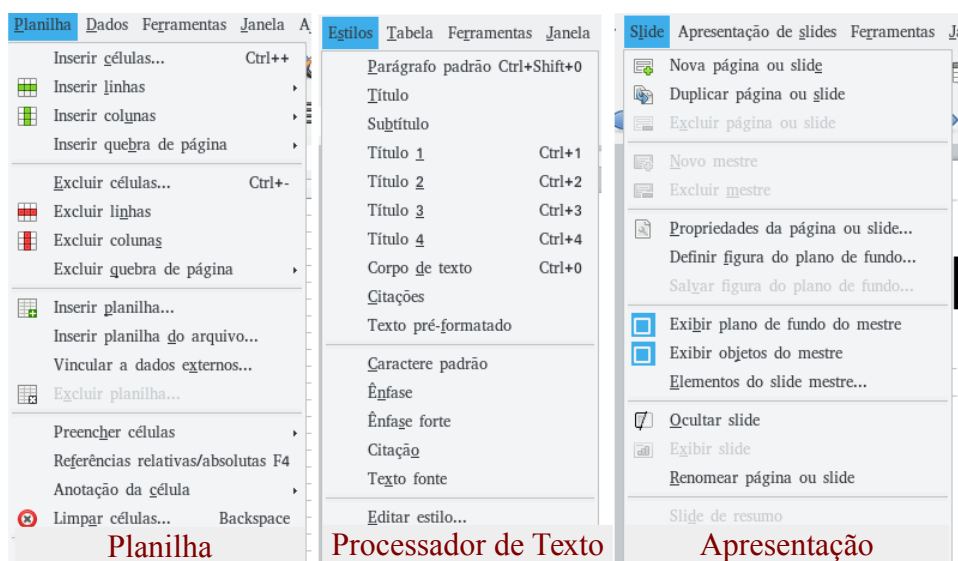 Planilha Dados Ferramentas Janela A
Inserir células... Ctrl++
Inserir linhas
Inserir colunas
Inserir quebra de página
Excluir células... Ctrl+-
Excluir linhas
Excluir colunas
Excluir quebra de página
Inserir planilha...
Inserir planilha do arquivo...
Vincular a dados externos...
Excluir planilha...
Preencher células
Referências relativas/absolutas F4
Anotação da célula
Limpar células... Backspace
Planilha
Estilos Tabela Ferramentas Janela
Parágrafo padrão Ctrl+Shift+0
Título
Subtítulo
Título 1 Ctrl+1
Título 2 Ctrl+2
Título 3 Ctrl+3
Título 4 Ctrl+4
Corpo de texto Ctrl+0
Citações
Texto pré-formatado
Caractere padrão
Ênfase
Ênfase forte
Citação
Texto fonte
Editar estilo...
Processador de Texto
Slide Apresentação de slides Ferramentas
Nova página ou slide
Duplicar página ou slide
Excluir página ou slide
Novo mestre
Excluir mestre
Propriedades da página ou slide...
Definir figura do plano de fundo...
Salvar figura do plano de fundo...
Exibir plano de fundo do mestre
Exibir objetos do mestre
Elementos do slide mestre...
Ocultar slide
Exibir slide
Renomear página ou slide
Slide de resumo
Apresentação